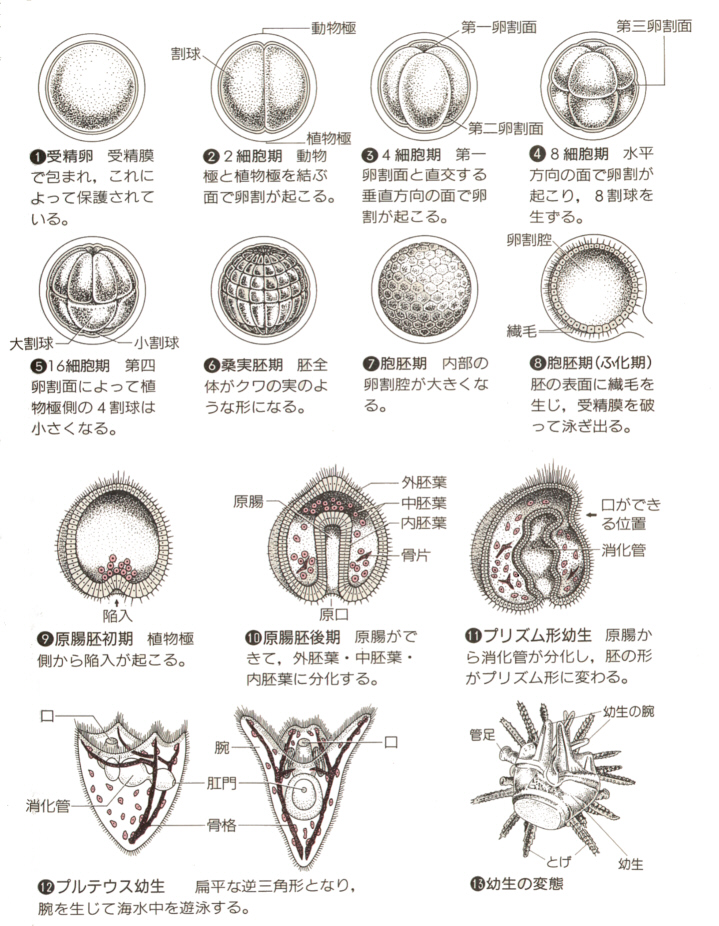 動物極
割球
植物極
第一卵割面
第二卵割面
第三卵割面
❶受精卵 受精膜
で包まれ，これに
よって保護されて
いる。
❷2細胞期 動物
極と植物極を結ぶ
面で卵割が起こる。
❸4細胞期 第一
卵割面と直交する
垂直方向の面で卵
割が起こる。
❹8細胞期 水平
方向の面で卵割が
起こり，8割球を
生ずる。
大割球
小割球
卵割腔
繊毛
❺16細胞期 第四
卵割面によって植
物極側の4割球は
小さくなる。
❻桑実胚期 胚全
体がクワの実のよ
うな形になる。
❼胞胚期 内部の
卵割腔が大きくな
る。
❽胞胚期(ふ化期)
胚の表面に繊毛を
生じ，受精膜を破
って泳ぎ出る。
陥入
原腸
外胚葉
中胚葉
内胚葉
骨片
原口
口ができ
る位置
消化管
❾原腸胚初期 植物極
側から陥入が起こる。
❿原腸胚後期 原腸がで
きて，外胚葉・中胚葉・
内胚葉に分化する。
⓫プリズム形幼生 原腸か
ら消化管が分化し，胚の形
がプリズム形に変わる。
口
消化管
腕
口
肛門
骨格
幼生の腕
管足
とげ
幼生
⓬プルテウス幼生 扁平な逆三角形となり，
腕を生じて海水中を遊泳する。
⓭幼生の変態